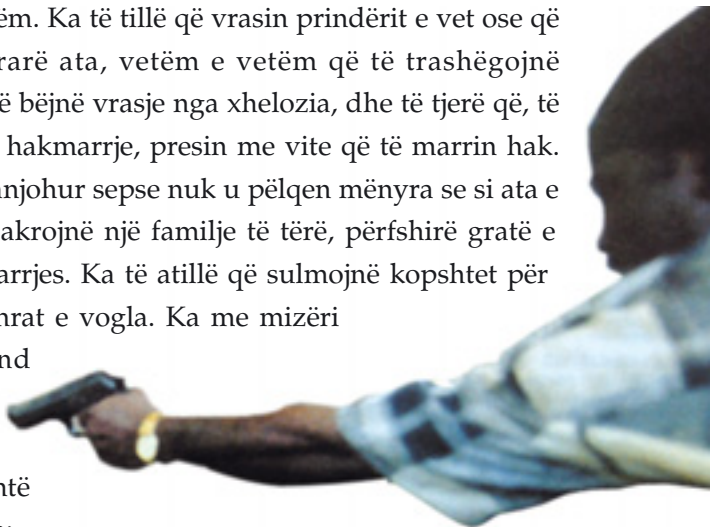 ëm. Ka të tillë që vrasin prindërit e vet ose që
rarë ata, vetëm e vetëm që të trashëgojnë
ë bëjnë vrasje nga xhelozia, dhe të tjerë që, të
hakmarrje, presin me vite që të marrin hak.
njohur sepse nuk u pëlqen mënyra se si ata e
akrojnë një familje të tërë, përfshirë gratë e
arrjes. Ka të atillë që sulmojnë kopshtet për
nrat e vogla. Ka me mizëri
nd
htë